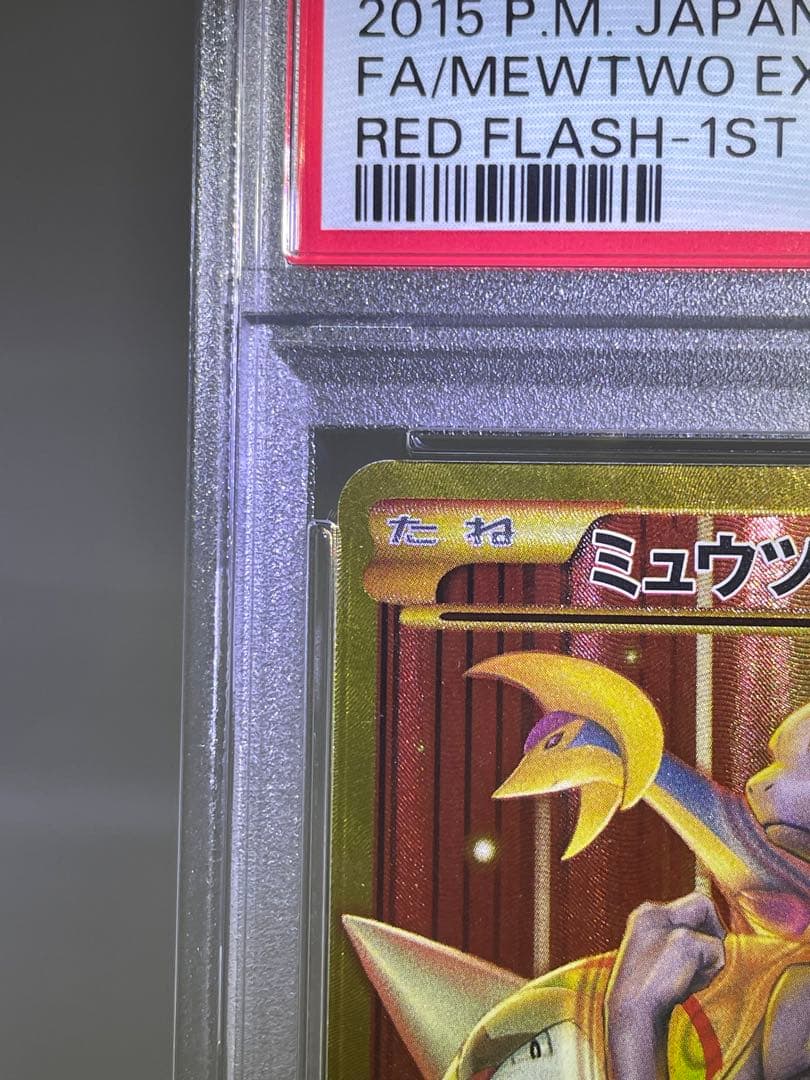 2015 P.M. JAPAN
FA/MEWTWO EX
RED FLASH-1ST
たね
ミュウツ